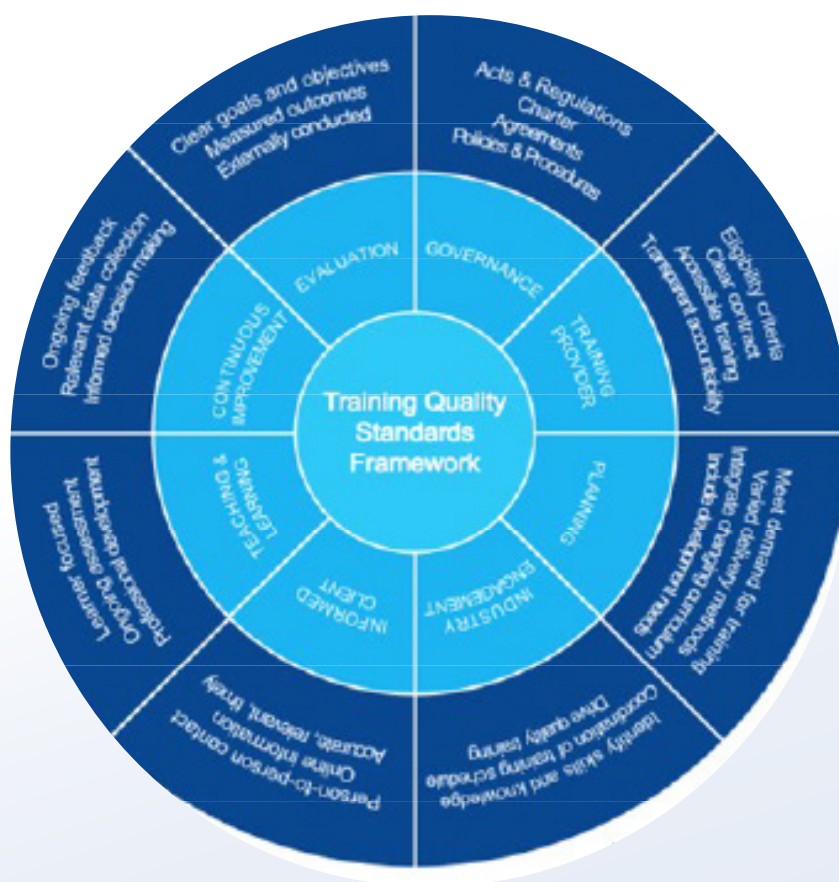 Training Quality
Standards
Framework
GOVERNANCE
Acts & Regulations
Charter
Agreements
Policies & Procedures
TRAINING
PROVIDER
Eligibility criteria
Clear contract
Accessible training
Transparent accountability
PLANNING
Meet demand for training
Varied delivery methods
Integrate changing curriculum
Include development needs
INDUSTRY
ENGAGEMENT
Identify skills and knowledge
Coordination of training schedule
Drive quality training
INFORMED
CLIENT
Person-to-person contact
Online information
Accurate, relevant, timely
TEACHING &
LEARNING
Learner focused
Ongoing assessment
Professional development
CONTINUOUS
IMPROVEMENT
Ongoing feedback
Relevant data collection
Informed decision making
EVALUATION
Clear goals and objectives
Measured outcomes
Externally conducted